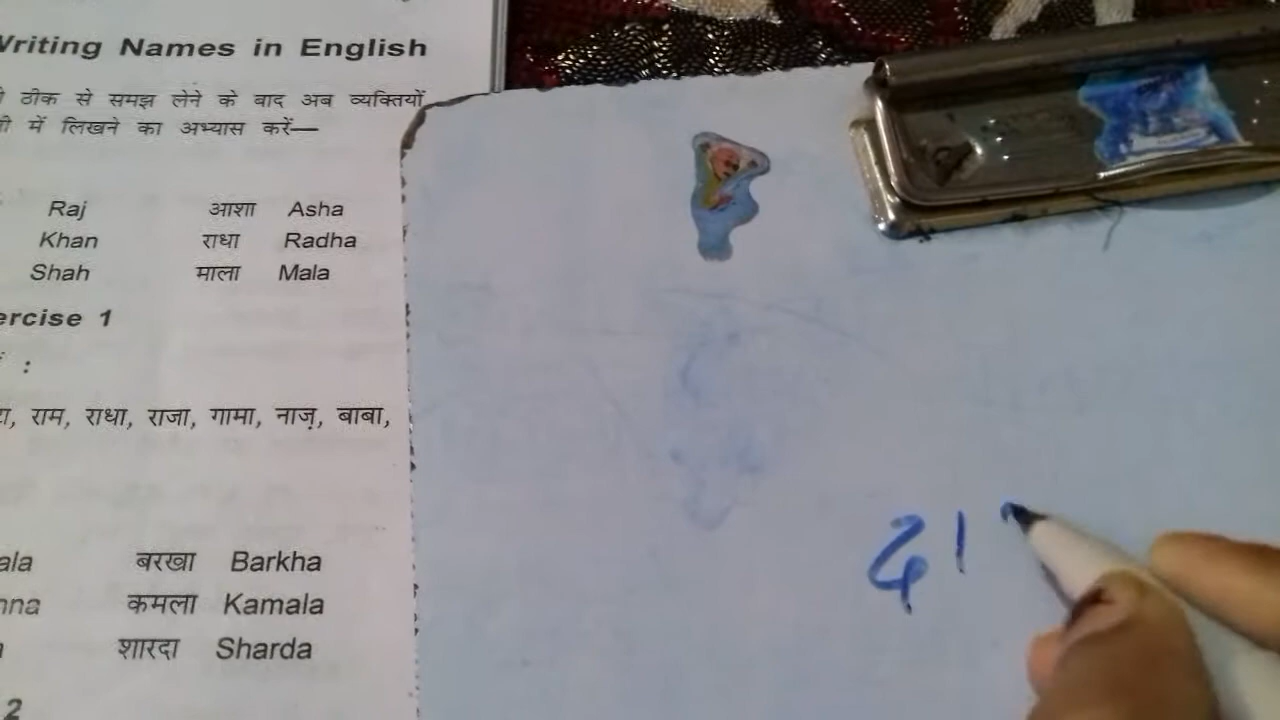 Writing Names in English
ठीक से समझ लेने के बाद अब व्यक्तियों
में लिखने का अभ्यास करें—
Raj आशा Asha
Khan राधा Radha
Shah माला Mala
ercise 1
:
राम, राधा, राजा, गामा, नाज़, बाबा,
ala बरखा Barkha
nna कमला Kamala
शारदा Sharda
2